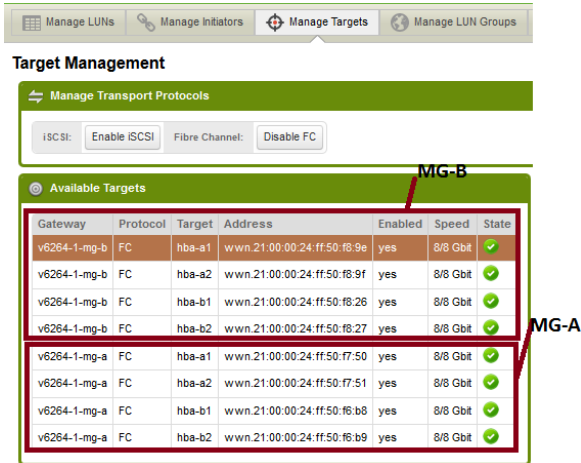 Manage LUNs Manage Initiators Manage Targets Manage LUN Groups
Target Management
Manage Transport Protocols
iSCSI: Enable iSCSI Fibre Channel: Disable FC
MG-B
Available Targets
Gateway Protocol Target Address Enabled Speed State
v6264-1-mg-b FC hba-a1 wwn.21:00:00:24:ff:50:f8:9e yes 8/8 Gbit
v6264-1-mg-b FC hba-a2 wwn.21:00:00:24:ff:50:f8:9f yes 8/8 Gbit
v6264-1-mg-b FC hba-b1 wwn.21:00:00:24:ff:50:f8:26 yes 8/8 Gbit
v6264-1-mg-b FC hba-b2 wwn.21:00:00:24:ff:50:f8:27 yes 8/8 Gbit
MG-A
v6264-1-mg-a FC hba-a1 wwn.21:00:00:24:ff:50:f7:50 yes 8/8 Gbit
v6264-1-mg-a FC hba-a2 wwn.21:00:00:24:ff:50:f7:51 yes 8/8 Gbit
v6264-1-mg-a FC hba-b1 wwn.21:00:00:24:ff:50:f6:b8 yes 8/8 Gbit
v6264-1-mg-a FC hba-b2 wwn.21:00:00:24:ff:50:f6:b9 yes 8/8 Gbit